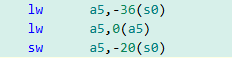 lw a5,-36(s0)
lw a5,0(a5)
sw a5,-20(s0)